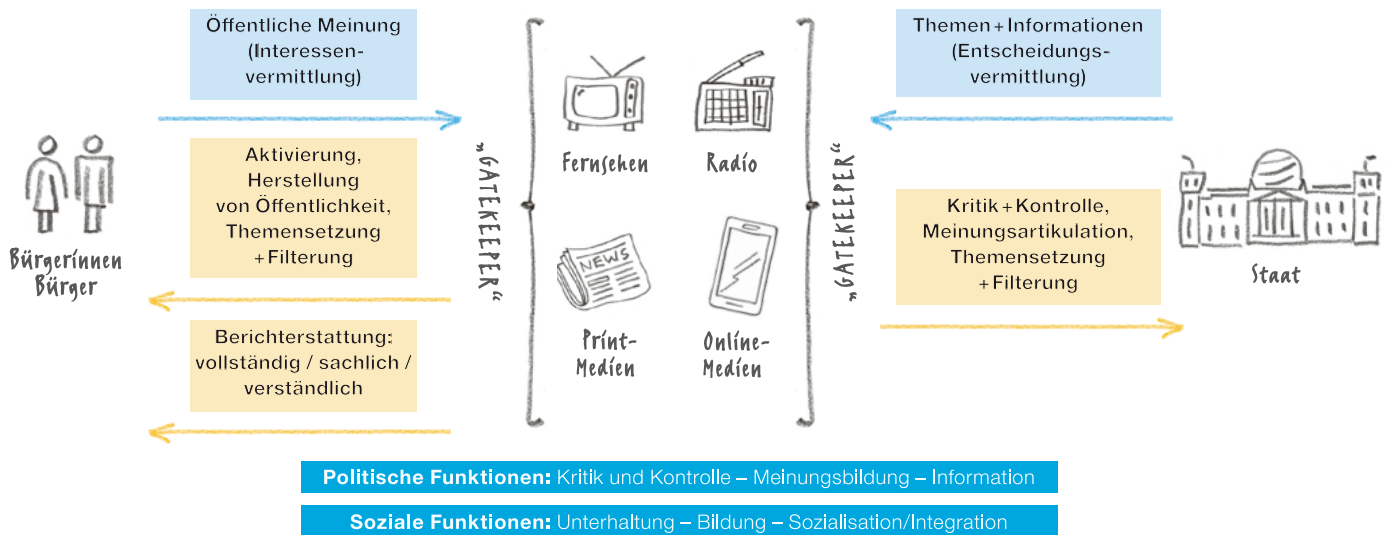 Öffentliche Meinung
(Interessen-
vermittlung)
Aktivierung,
Herstellung
von Öffentlichkeit,
Themensetzung
+ Filterung
Berichterstattung:
vollständig / sachlich /
verständlich
Bürgerinnen
Bürger
„GATEKEEPER“
Fernsehen
Radio
NEWS
Print-
Medien
Online-
Medien
„GATEKEEPER“
Themen + Informationen
(Entscheidungs-
vermittlung)
Kritik + Kontrolle,
Meinungsartikulation,
Themensetzung
+ Filterung
Staat
Politische Funktionen: Kritik und Kontrolle – Meinungsbildung – Information
Soziale Funktionen: Unterhaltung – Bildung – Sozialisation/Integration